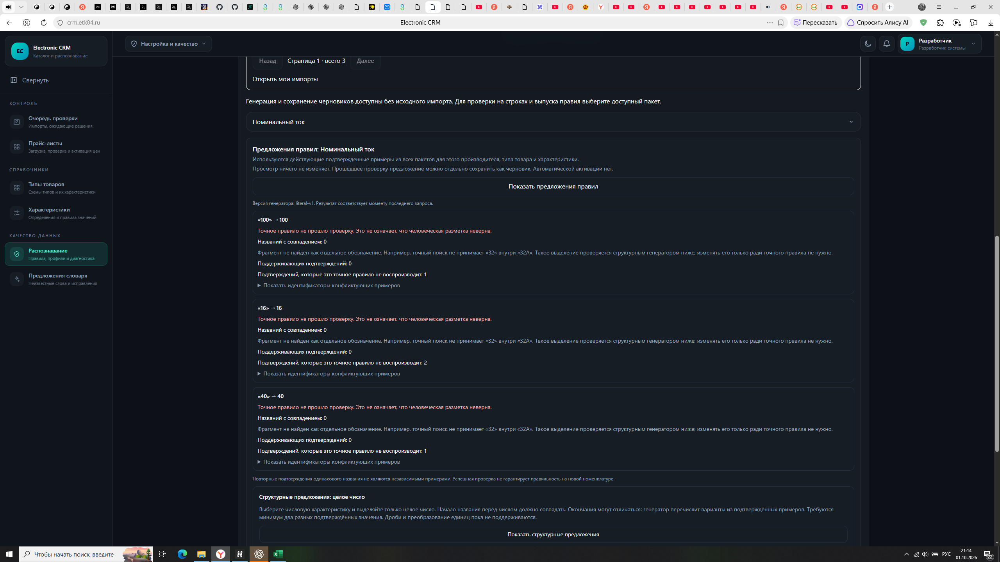 crm.etk04.ru
Electronic CRM
Пересказать
Спросить Алису AI
EC
Electronic CRM
Каталог и распознавание
Настройка и качество
P
Разработчик
Разработчик системы
Свернуть
КОНТРОЛЬ
Очередь проверки
Импорты, ожидающие решения
Прайс-листы
Загрузка, проверка и активация цен
СПРАВОЧНИКИ
Типы товаров
Схемы типов и их характеристики
Характеристики
Определения и правила значений
КАЧЕСТВО ДАННЫХ
Распознавание
Правила, профили и диагностика
Предложения словаря
Неизвестные слова и исправления
Назад
Страница 1 · всего 3
Далее
Открыть мои импорты
Генерация и сохранение черновиков доступны без исходного импорта. Для проверки на строках и выпуска правил выберите доступный пакет.
Номинальный ток
Предложения правил: Номинальный ток
Используются действующие подтверждённые примеры из всех пакетов для этого производителя, типа товара и характеристики.
Просмотр ничего не изменяет. Прошедшее проверку предложение можно отдельно сохранить как черновик. Автоматической активации нет.
Показать предложения правил
Версия генератора: literal-v1. Результат соответствует моменту последнего запроса.
«100» → 100
Точное правило не прошло проверку. Это не означает, что человеческая разметка неверна.
Названий с совпадением: 0
Фрагмент не найден как отдельное обозначение. Например, точный поиск не принимает «32» внутри «32А». Такое выделение проверяется структурным генератором ниже; изменять его только ради точного правила не нужно.
Поддерживающих подтверждений: 0
Подтверждений, которые это точное правило не воспроизводит: 1
▶ Показать идентификаторы конфликтующих примеров
«16» → 16
Точное правило не прошло проверку. Это не означает, что человеческая разметка неверна.
Названий с совпадением: 0
Фрагмент не найден как отдельное обозначение. Например, точный поиск не принимает «32» внутри «32А». Такое выделение проверяется структурным генератором ниже; изменять его только ради точного правила не нужно.
Поддерживающих подтверждений: 0
Подтверждений, которые это точное правило не воспроизводит: 2
▶ Показать идентификаторы конфликтующих примеров
«40» → 40
Точное правило не прошло проверку. Это не означает, что человеческая разметка неверна.
Названий с совпадением: 0
Фрагмент не найден как отдельное обозначение. Например, точный поиск не принимает «32» внутри «32А». Такое выделение проверяется структурным генератором ниже; изменять его только ради точного правила не нужно.
Поддерживающих подтверждений: 0
Подтверждений, которые это точное правило не воспроизводит: 1
▶ Показать идентификаторы конфликтующих примеров
Повторные подтверждения одинакового названия не являются независимыми примерами. Успешная проверка не гарантирует правильность на новой номенклатуре.
Структурные предложения: целое число
Выберите числовую характеристику и выделяйте только целое число. Начало названия перед числом должно совпадать. Окончания могут отличаться: генератор перечислит варианты из подтверждённых примеров. Требуются
минимум два разных подтверждённых значения. Дроби и преобразование единиц пока не поддерживаются.
Показать структурные предложения
Чтобы начать поиск, введите
РУС
21:14
01.10.2026
22